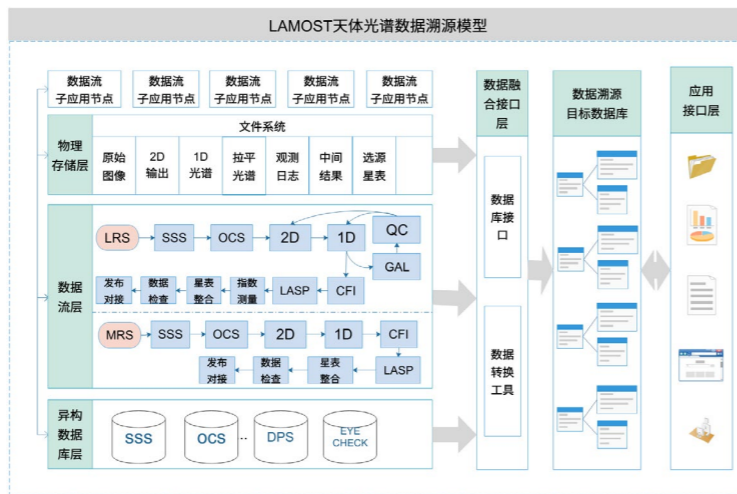 LAMOST天体光谱数据溯源模型
数据流
子应用节点
数据流
子应用节点
数据流
子应用节点
数据流
子应用节点
数据流
子应用节点
物理
存储层
文件系统
原始
图像
2D
输出
1D
光谱
拉平
光谱
观测
日志
中间
结果
选源
星表
数据
流层
LRS
SSS
OCS
2D
1D
QC
GAL
发布
对接
数据
检查
星表
整合
指数
测量
LASP
CFI
MRS
SSS
OCS
2D
1D
CFI
发布
对接
数据
检查
星表
整合
LASP
异构
数据
库层
SSS
OCS
..
DPS
EYE
CHECK
数据融
合接口
层
数据
库接
口
数据
转换
工具
数据溯源
目标数据库
应用
接口层